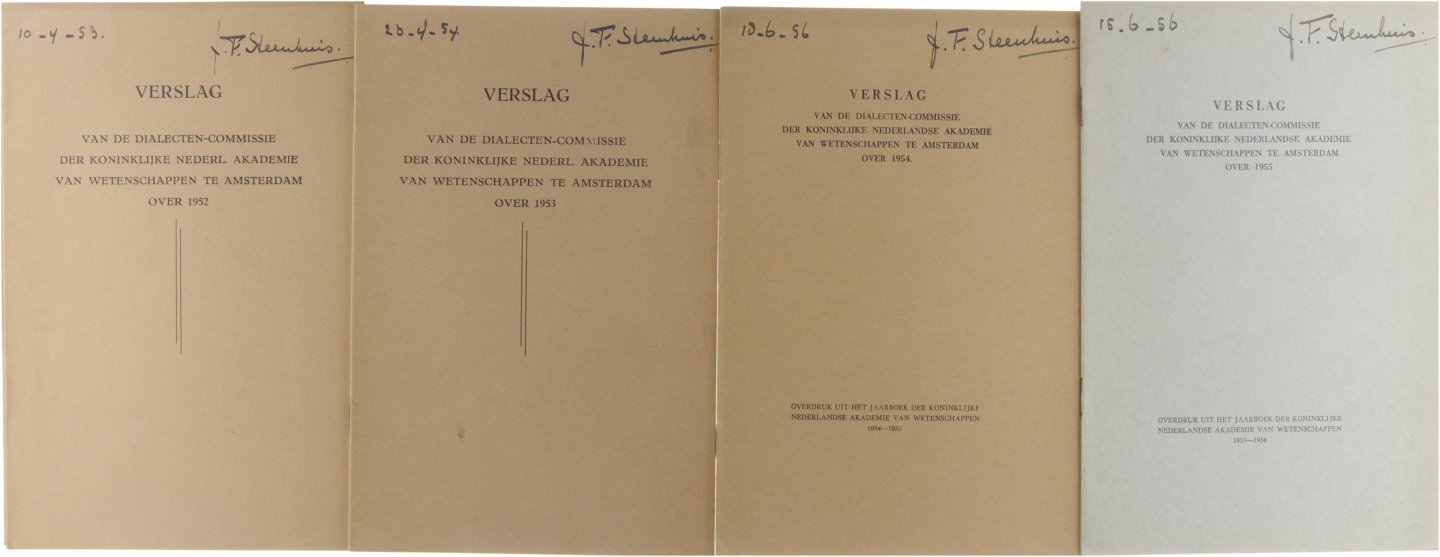 10-4-53.
J. F. Steenhuis.
VERSLAG
VAN DE DIALECTEN-COMMISSIE
DER KONINKLIJKE NEDERL. AKADEMIE
VAN WETENSCHAPPEN TE AMSTERDAM
OVER 1952
23-4-54.
J. F. Steenhuis.
VERSLAG
VAN DE DIALECTEN-COMMISSIE
DER KONINKLIJKE NEDERL. AKADEMIE
VAN WETENSCHAPPEN TE AMSTERDAM
OVER 1953
18-6-56
J. F. Steenhuis.
VERSLAG
VAN DE DIALECTEN-COMMISSIE
DER KONINKLIJKE NEDERLANDSE AKADEMIE
VAN WETENSCHAPPEN TE AMSTERDAM
OVER 1954.
OVERDRUK UIT HET JAARBOEK DER KONINKLIJKE
NEDERLANDSE AKADEMIE VAN WETENSCHAPPEN
1954—1955
15-6-56
J. F. Steenhuis.
VERSLAG
VAN DE DIALECTEN-COMMISSIE
DER KONINKLIJKE NEDERLANDSE AKADEMIE
VAN WETENSCHAPPEN TE AMSTERDAM
OVER 1955
OVERDRUK UIT HET JAARBOEK DER KONINKLIJKE
NEDERLANDSE AKADEMIE VAN WETENSCHAPPEN
1955—1956